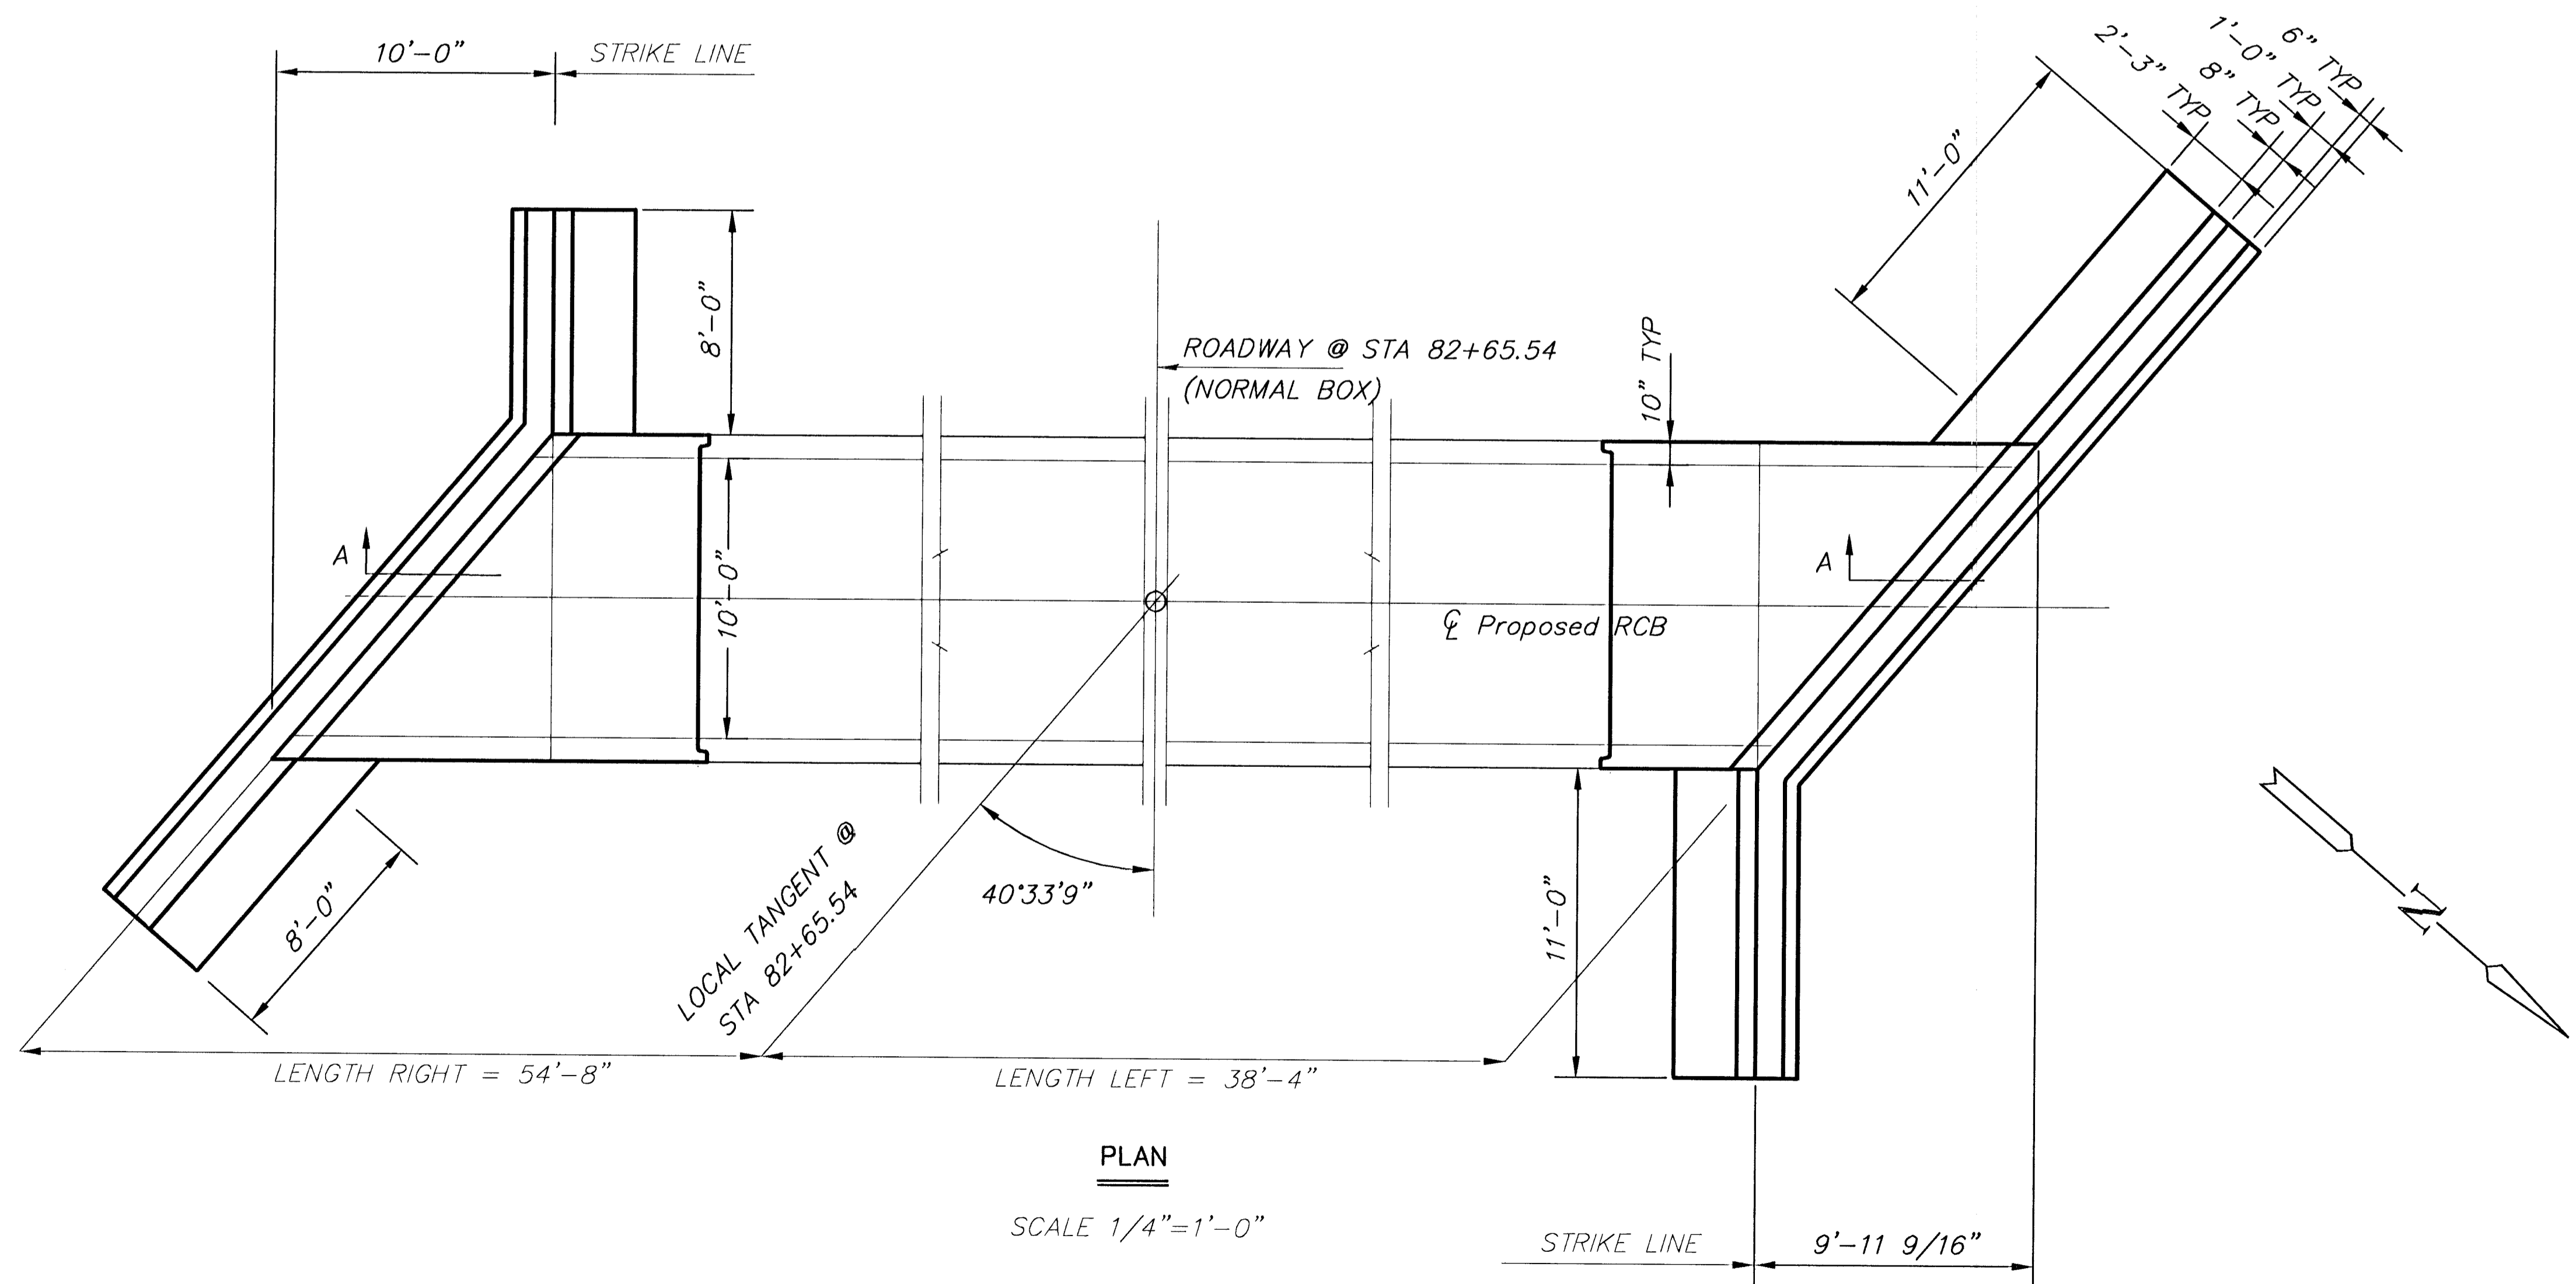 10'-0"
STRIKE LINE
6" TYP
1'-0" TYP
8" TYP
2'-3" TYP
11'-0"
8'-0"
ROADWAY @ STA 82+65.54
(NORMAL BOX)
10" TYP
A
A
10'-0"
℄ Proposed RCB
LOCAL TANGENT @
STA 82+65.54
40°33'9"
8'-0"
11'-0"
N
LENGTH RIGHT = 54'-8"
LENGTH LEFT = 38'-4"
PLAN
SCALE 1/4"=1'-0"
STRIKE LINE
9'-11 9/16"